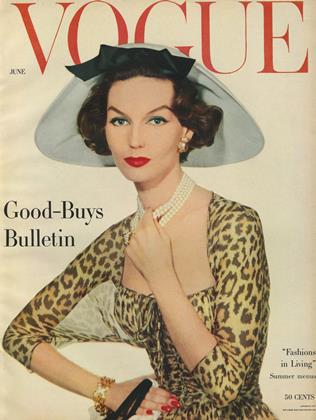 VOGUE
JUNE
Good-Buys
Bulletin
"Fashions
in Living"
Summer menus
50 CENTS